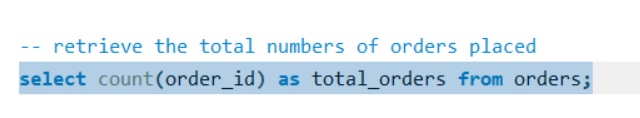 -- retrieve the total numbers of orders placed
select count(order_id) as total_orders from orders;